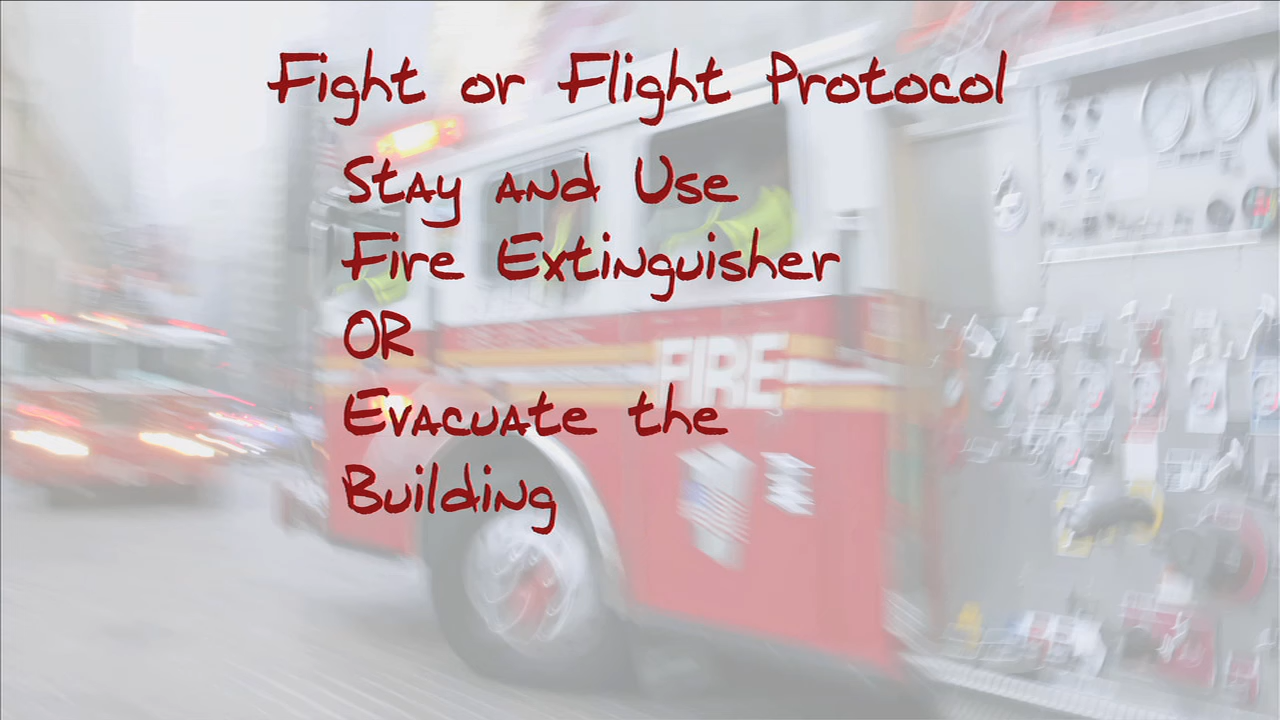 Fight or Flight Protocol
Stay and Use
Fire Extinguisher
OR
Evacuate the
Building
FIRE